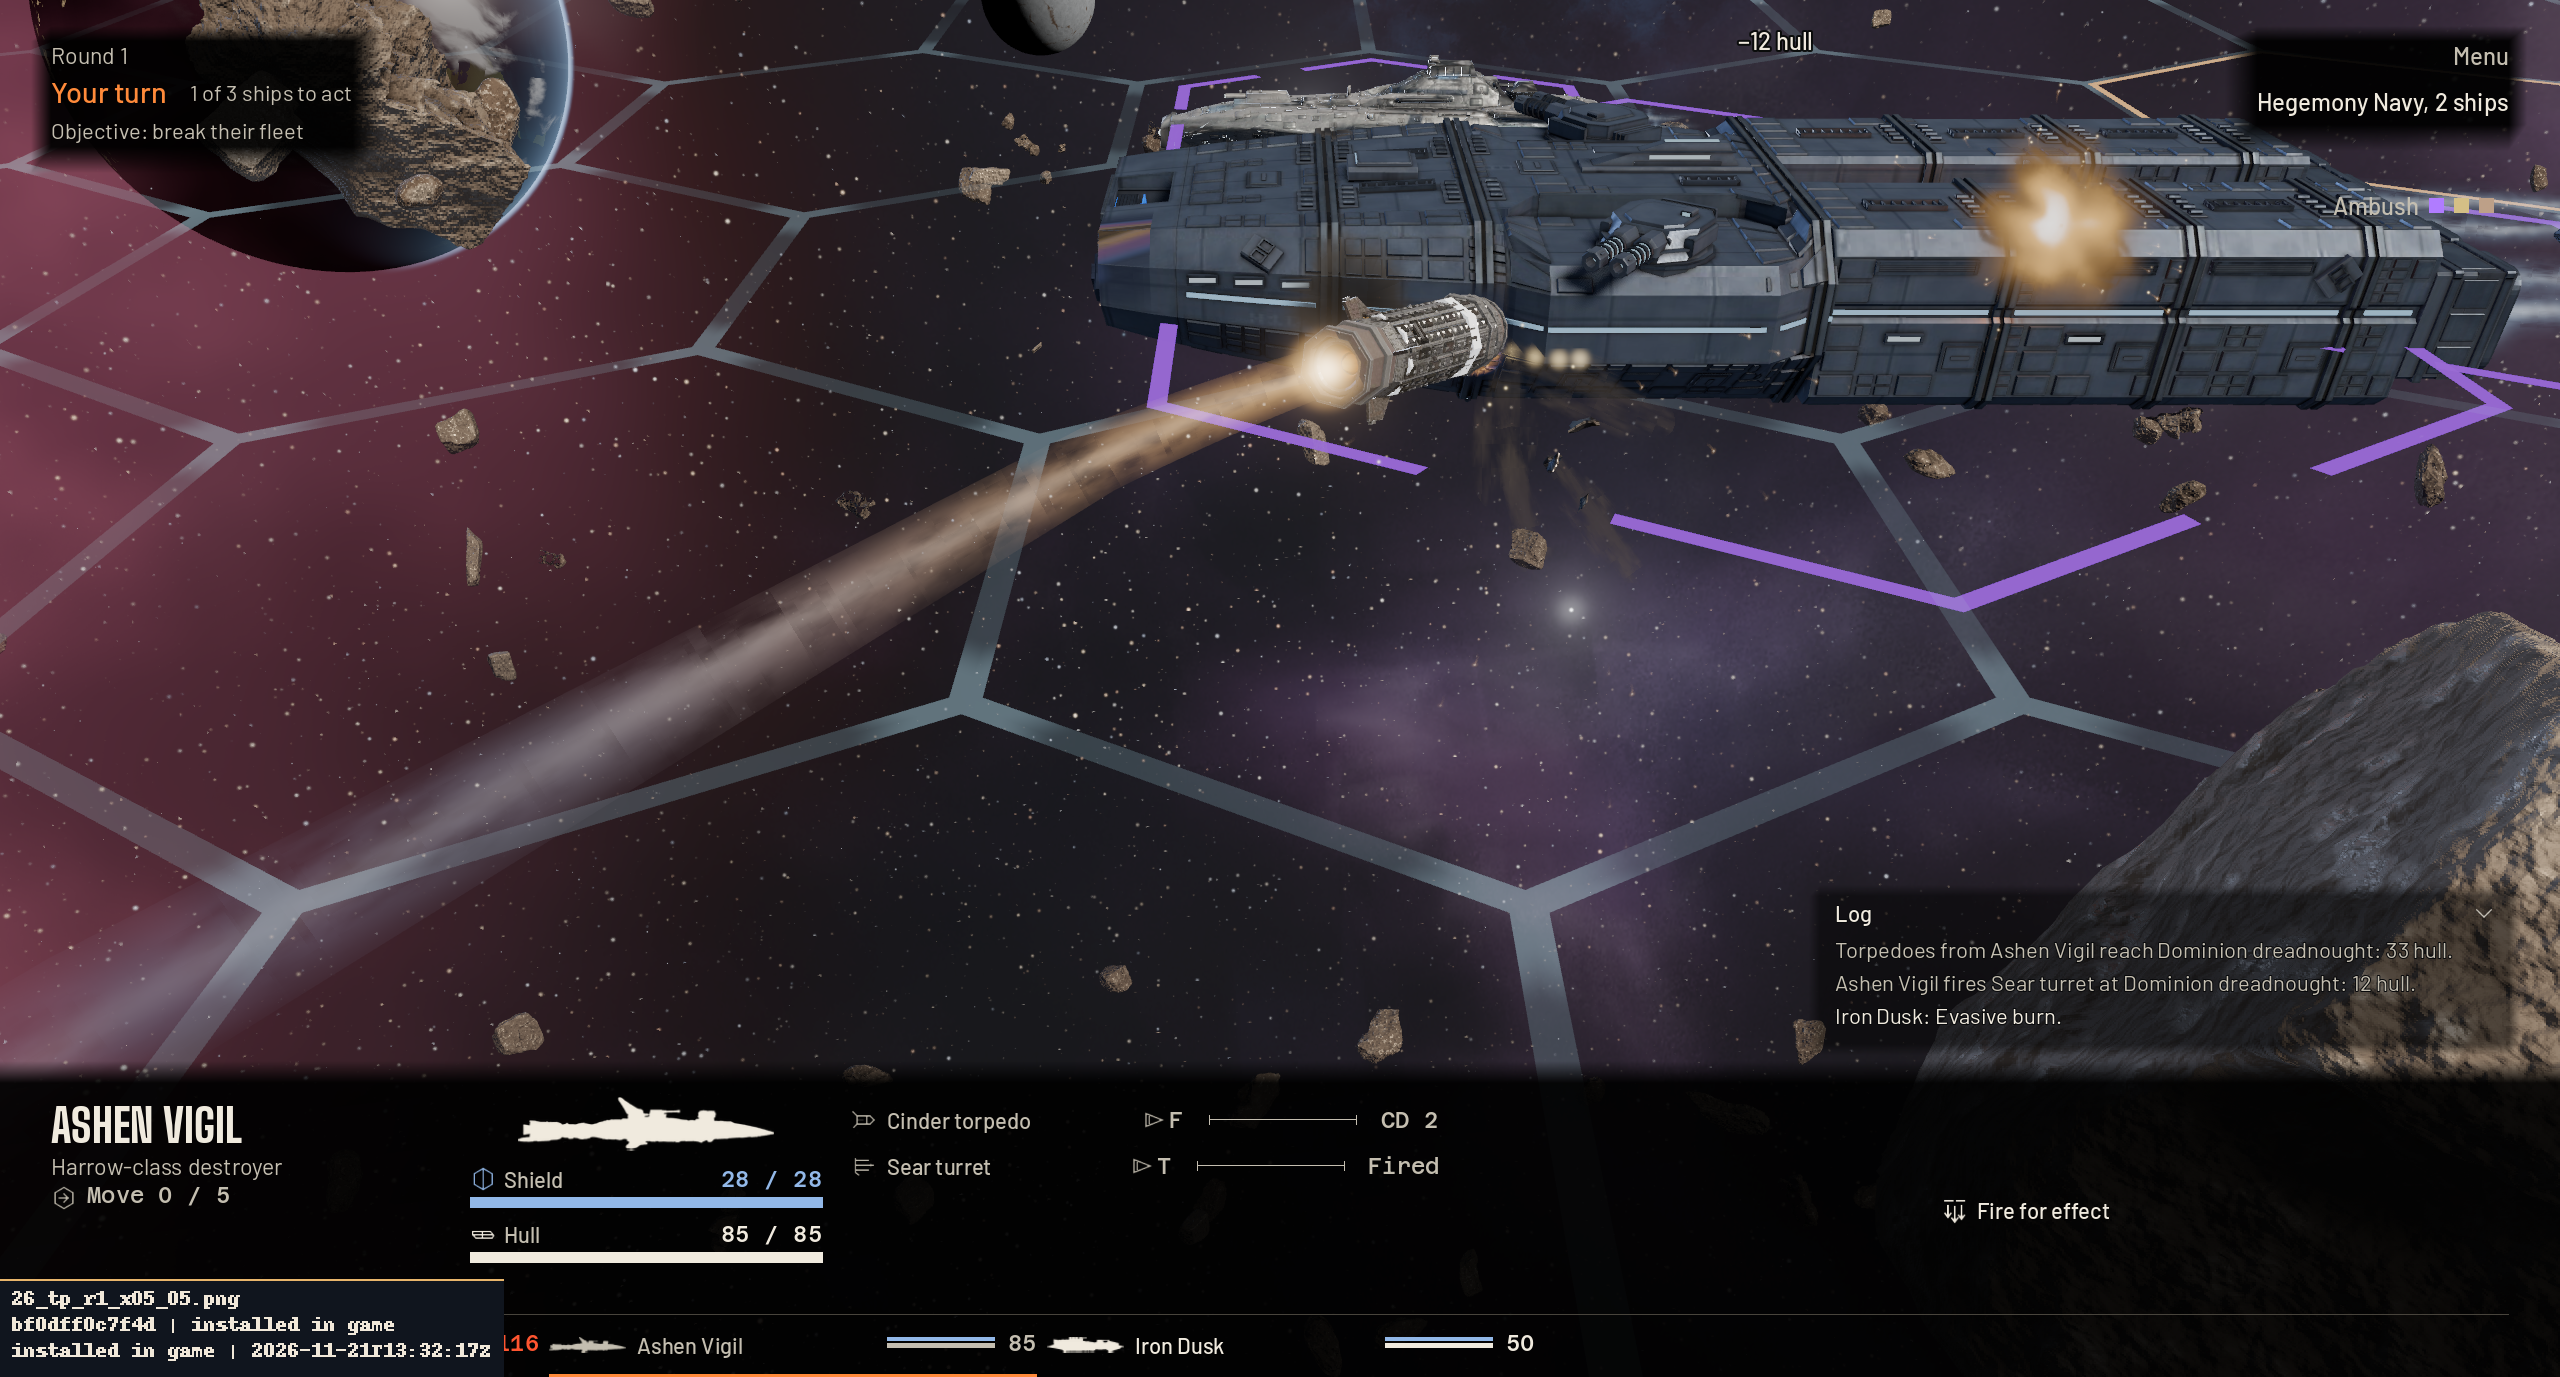 Round 1
Your turn 1 of 3 ships to act
Objective: break their fleet
−12 hull
Menu
Hegemony Navy, 2 ships
Ambush
Log
Torpedoes from Ashen Vigil reach Dominion dreadnought: 33 hull.
Ashen Vigil fires Sear turret at Dominion dreadnought: 12 hull.
Iron Dusk: Evasive burn.
ASHEN VIGIL
Harrow-class destroyer
Move 0 / 5
Shield 28 / 28
Hull 85 / 85
Cinder torpedo F CD 2
Sear turret T Fired
Fire for effect
26_tp_r1_x05_05.png
bf0dff0c7f4d | installed in game
installed in game | 2026-11-21r13:32:17z
116 Ashen Vigil 85 Iron Dusk 50